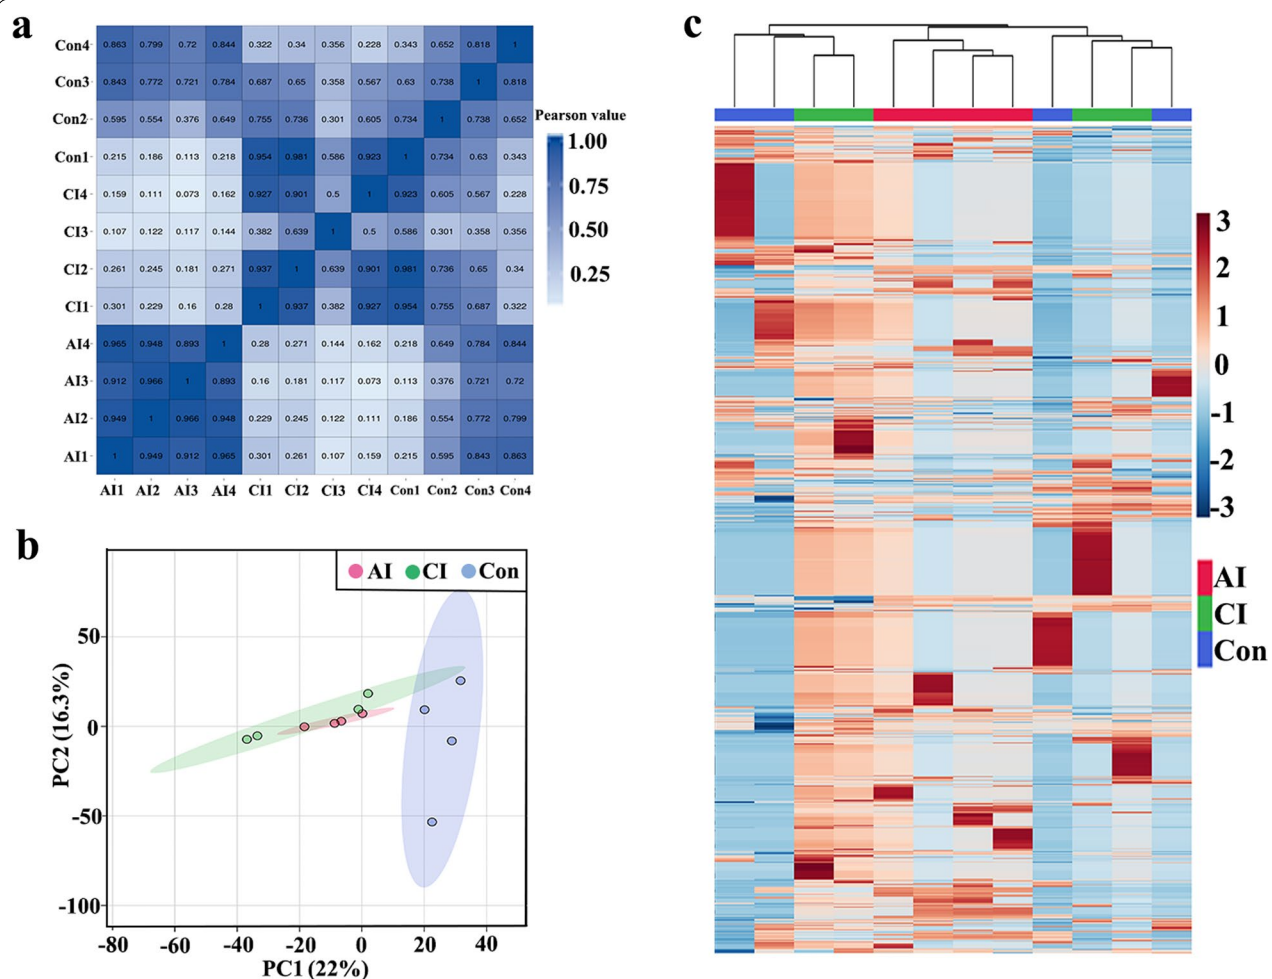 a
Con4 0.863 0.799 0.72 0.844 0.322 0.34 0.356 0.228 0.343 0.652 0.818 1
Con3 0.843 0.772 0.721 0.784 0.687 0.65 0.358 0.567 0.63 0.738 1 0.818
Con2 0.595 0.554 0.376 0.649 0.755 0.736 0.301 0.605 0.734 1 0.738 0.652
Con1 0.215 0.186 0.113 0.218 0.954 0.981 0.586 0.923 1 0.734 0.63 0.343
CI4 0.159 0.111 0.073 0.162 0.927 0.901 0.5 1 0.923 0.605 0.567 0.228
CI3 0.107 0.122 0.117 0.144 0.382 0.639 1 0.5 0.586 0.301 0.358 0.356
CI2 0.261 0.245 0.181 0.271 0.937 1 0.639 0.901 0.981 0.736 0.65 0.34
CI1 0.301 0.229 0.16 0.28 1 0.937 0.382 0.927 0.954 0.755 0.687 0.322
AI4 0.965 0.948 0.893 1 0.28 0.271 0.144 0.162 0.218 0.649 0.784 0.844
AI3 0.912 0.966 1 0.893 0.16 0.181 0.117 0.073 0.113 0.376 0.721 0.72
AI2 0.949 1 0.966 0.948 0.229 0.245 0.122 0.111 0.186 0.554 0.772 0.799
AI1 1 0.949 0.912 0.965 0.301 0.261 0.107 0.159 0.215 0.595 0.843 0.863
AI1 AI2 AI3 AI4 CI1 CI2 CI3 CI4 Con1 Con2 Con3 Con4
Pearson value
1.00
0.75
0.50
0.25
b
AI CI Con
PC2 (16.3%)
50
0
-50
-100
-80 -60 -40 -20 0 20 40
PC1 (22%)
c
3
2
1
0
-1
-2
-3
AI
CI
Con